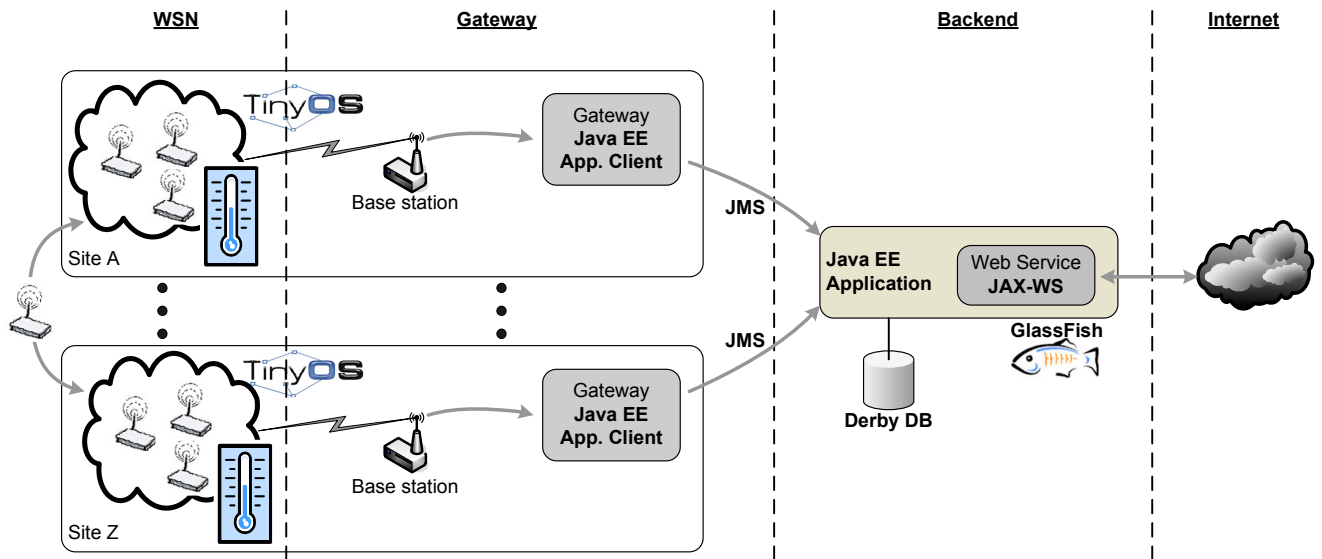 WSN
Gateway
Backend
Internet
TinyOS
Gateway
Java EE
App. Client
Base station
Site A
JMS
Java EE
Application
Web Service
JAX-WS
GlassFish
Derby DB
JMS
TinyOS
Gateway
Java EE
App. Client
Base station
Site Z